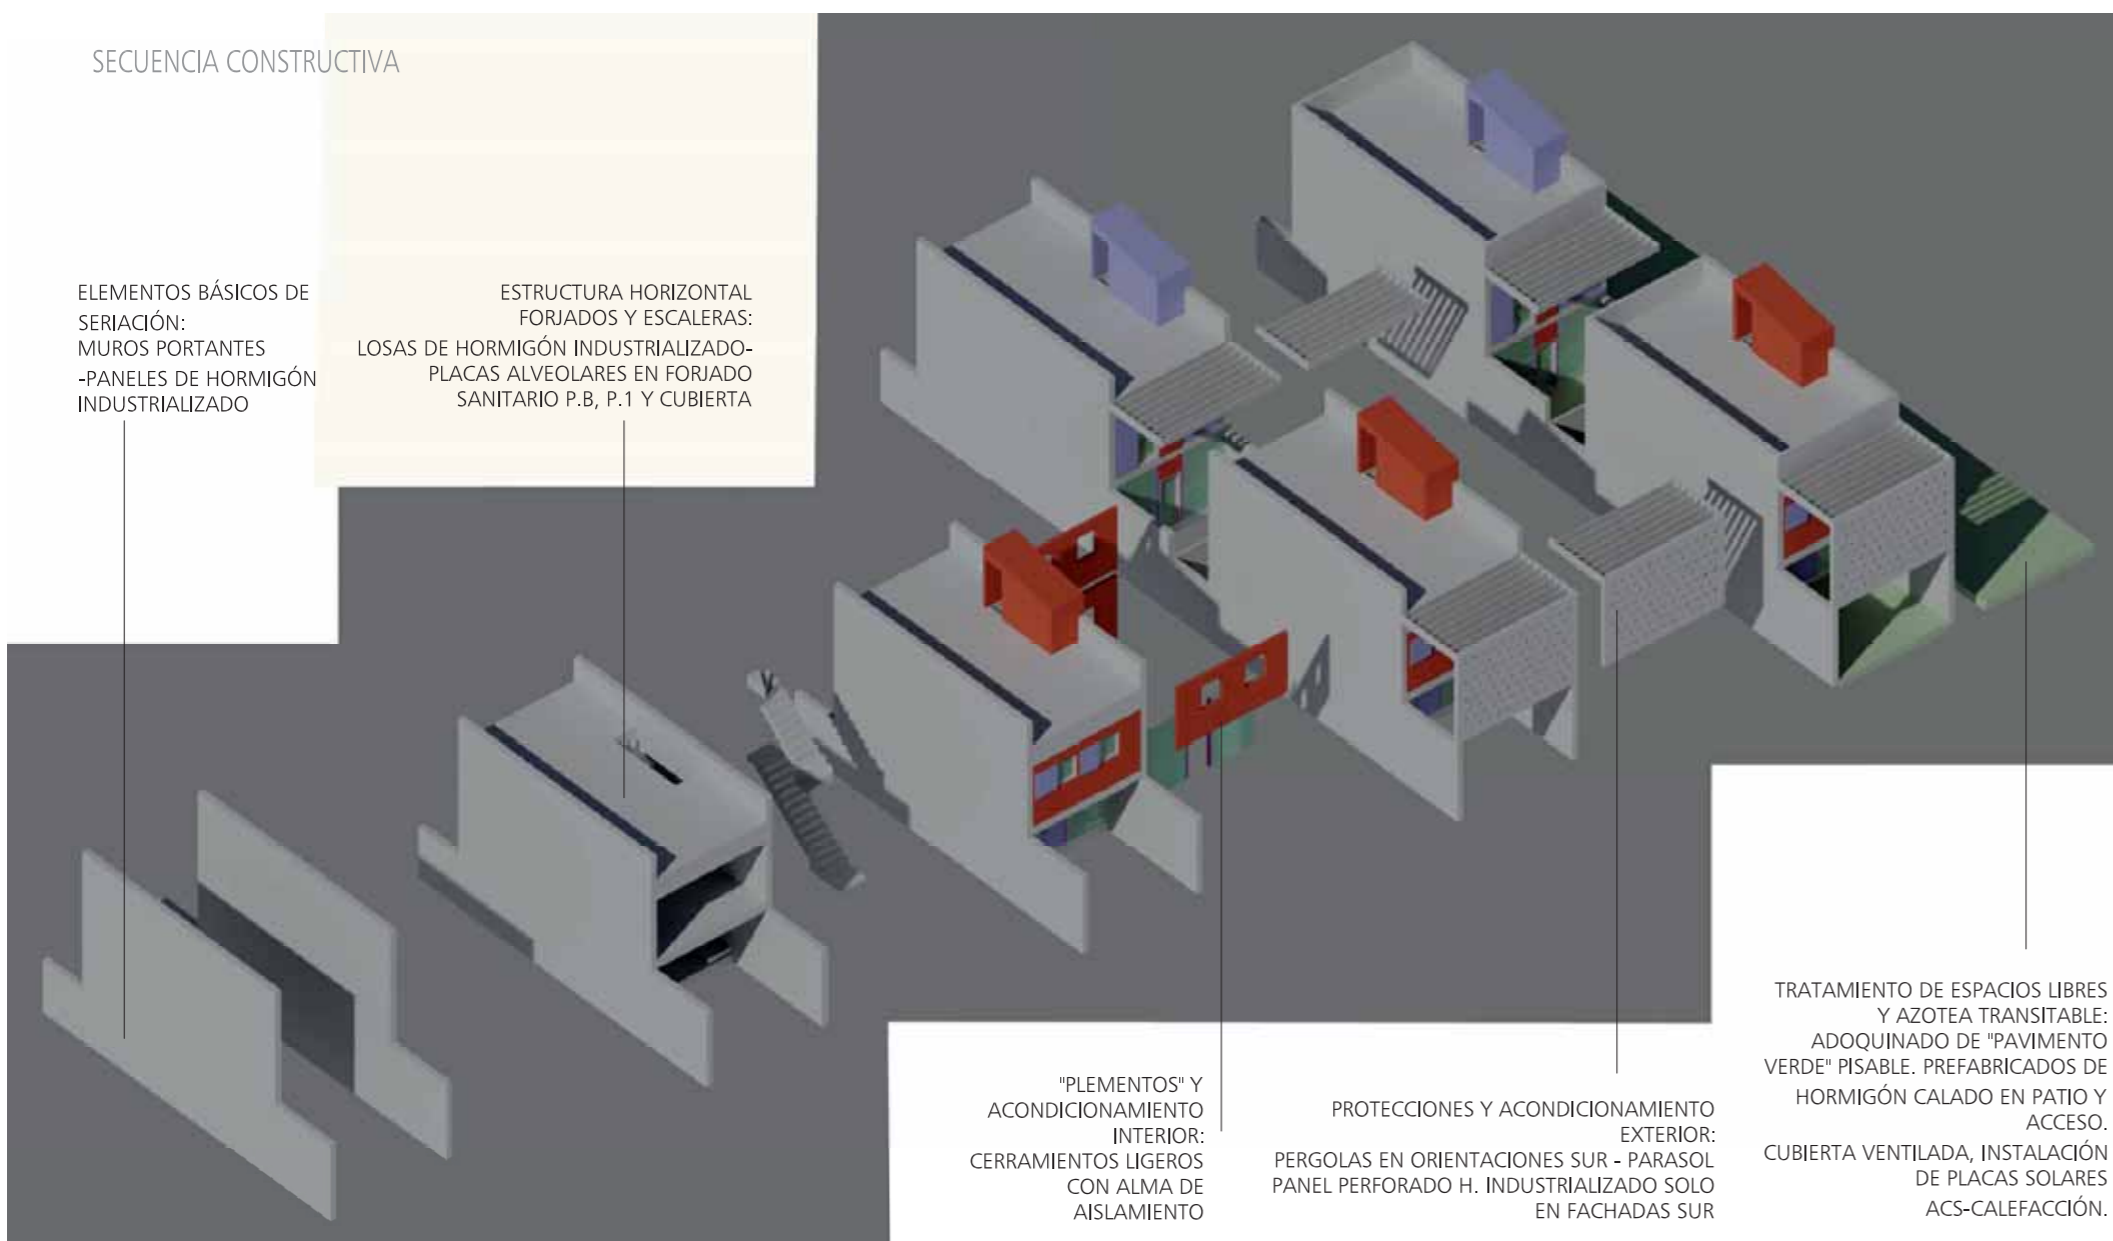 SECUENCIA CONSTRUCTIVA
ELEMENTOS BÁSICOS DE
SERIACIÓN:
MUROS PORTANTES
-PANELES DE HORMIGÓN
INDUSTRIALIZADO
ESTRUCTURA HORIZONTAL
FORJADOS Y ESCALERAS:
LOSAS DE HORMIGÓN INDUSTRIALIZADO-
PLACAS ALVEOLARES EN FORJADO
SANITARIO P.B, P.1 Y CUBIERTA
"PLEMENTOS" Y
ACONDICIONAMIENTO
INTERIOR:
CERRAMIENTOS LIGEROS
CON ALMA DE
AISLAMIENTO
PROTECCIONES Y ACONDICIONAMIENTO
EXTERIOR:
PERGOLAS EN ORIENTACIONES SUR - PARASOL
PANEL PERFORADO H. INDUSTRIALIZADO SOLO
EN FACHADAS SUR
TRATAMIENTO DE ESPACIOS LIBRES
Y AZOTEA TRANSITABLE:
ADOQUINADO DE "PAVIMENTO
VERDE" PISABLE. PREFABRICADOS DE
HORMIGÓN CALADO EN PATIO Y
ACCESO.
CUBIERTA VENTILADA, INSTALACIÓN
DE PLACAS SOLARES
ACS-CALEFACCIÓN.